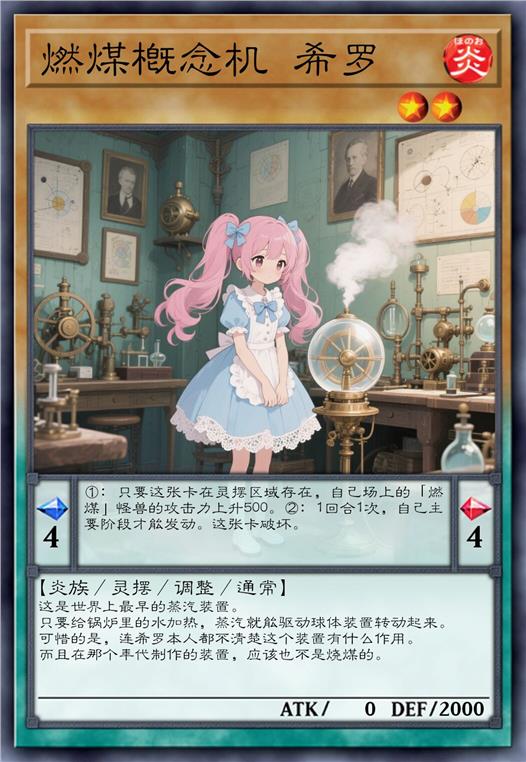 燃煤概念机 希罗
ほのお
炎
①：只要这张卡在灵摆区域存在，自己场上的「燃
煤」怪兽的攻击力上升500。②：1回合1次，自己主
要阶段才能发动。这张卡破坏。
4
4
【炎族／灵摆／调整／通常】
这是世界上最早的蒸汽装置。
只要给锅炉里的水加热，蒸汽就能驱动球体装置转动起来。
可惜的是，连希罗本人都不清楚这个装置有什么作用。
而且在那个年代制作的装置，应该也不是烧煤的。
ATK/ 0 DEF/2000